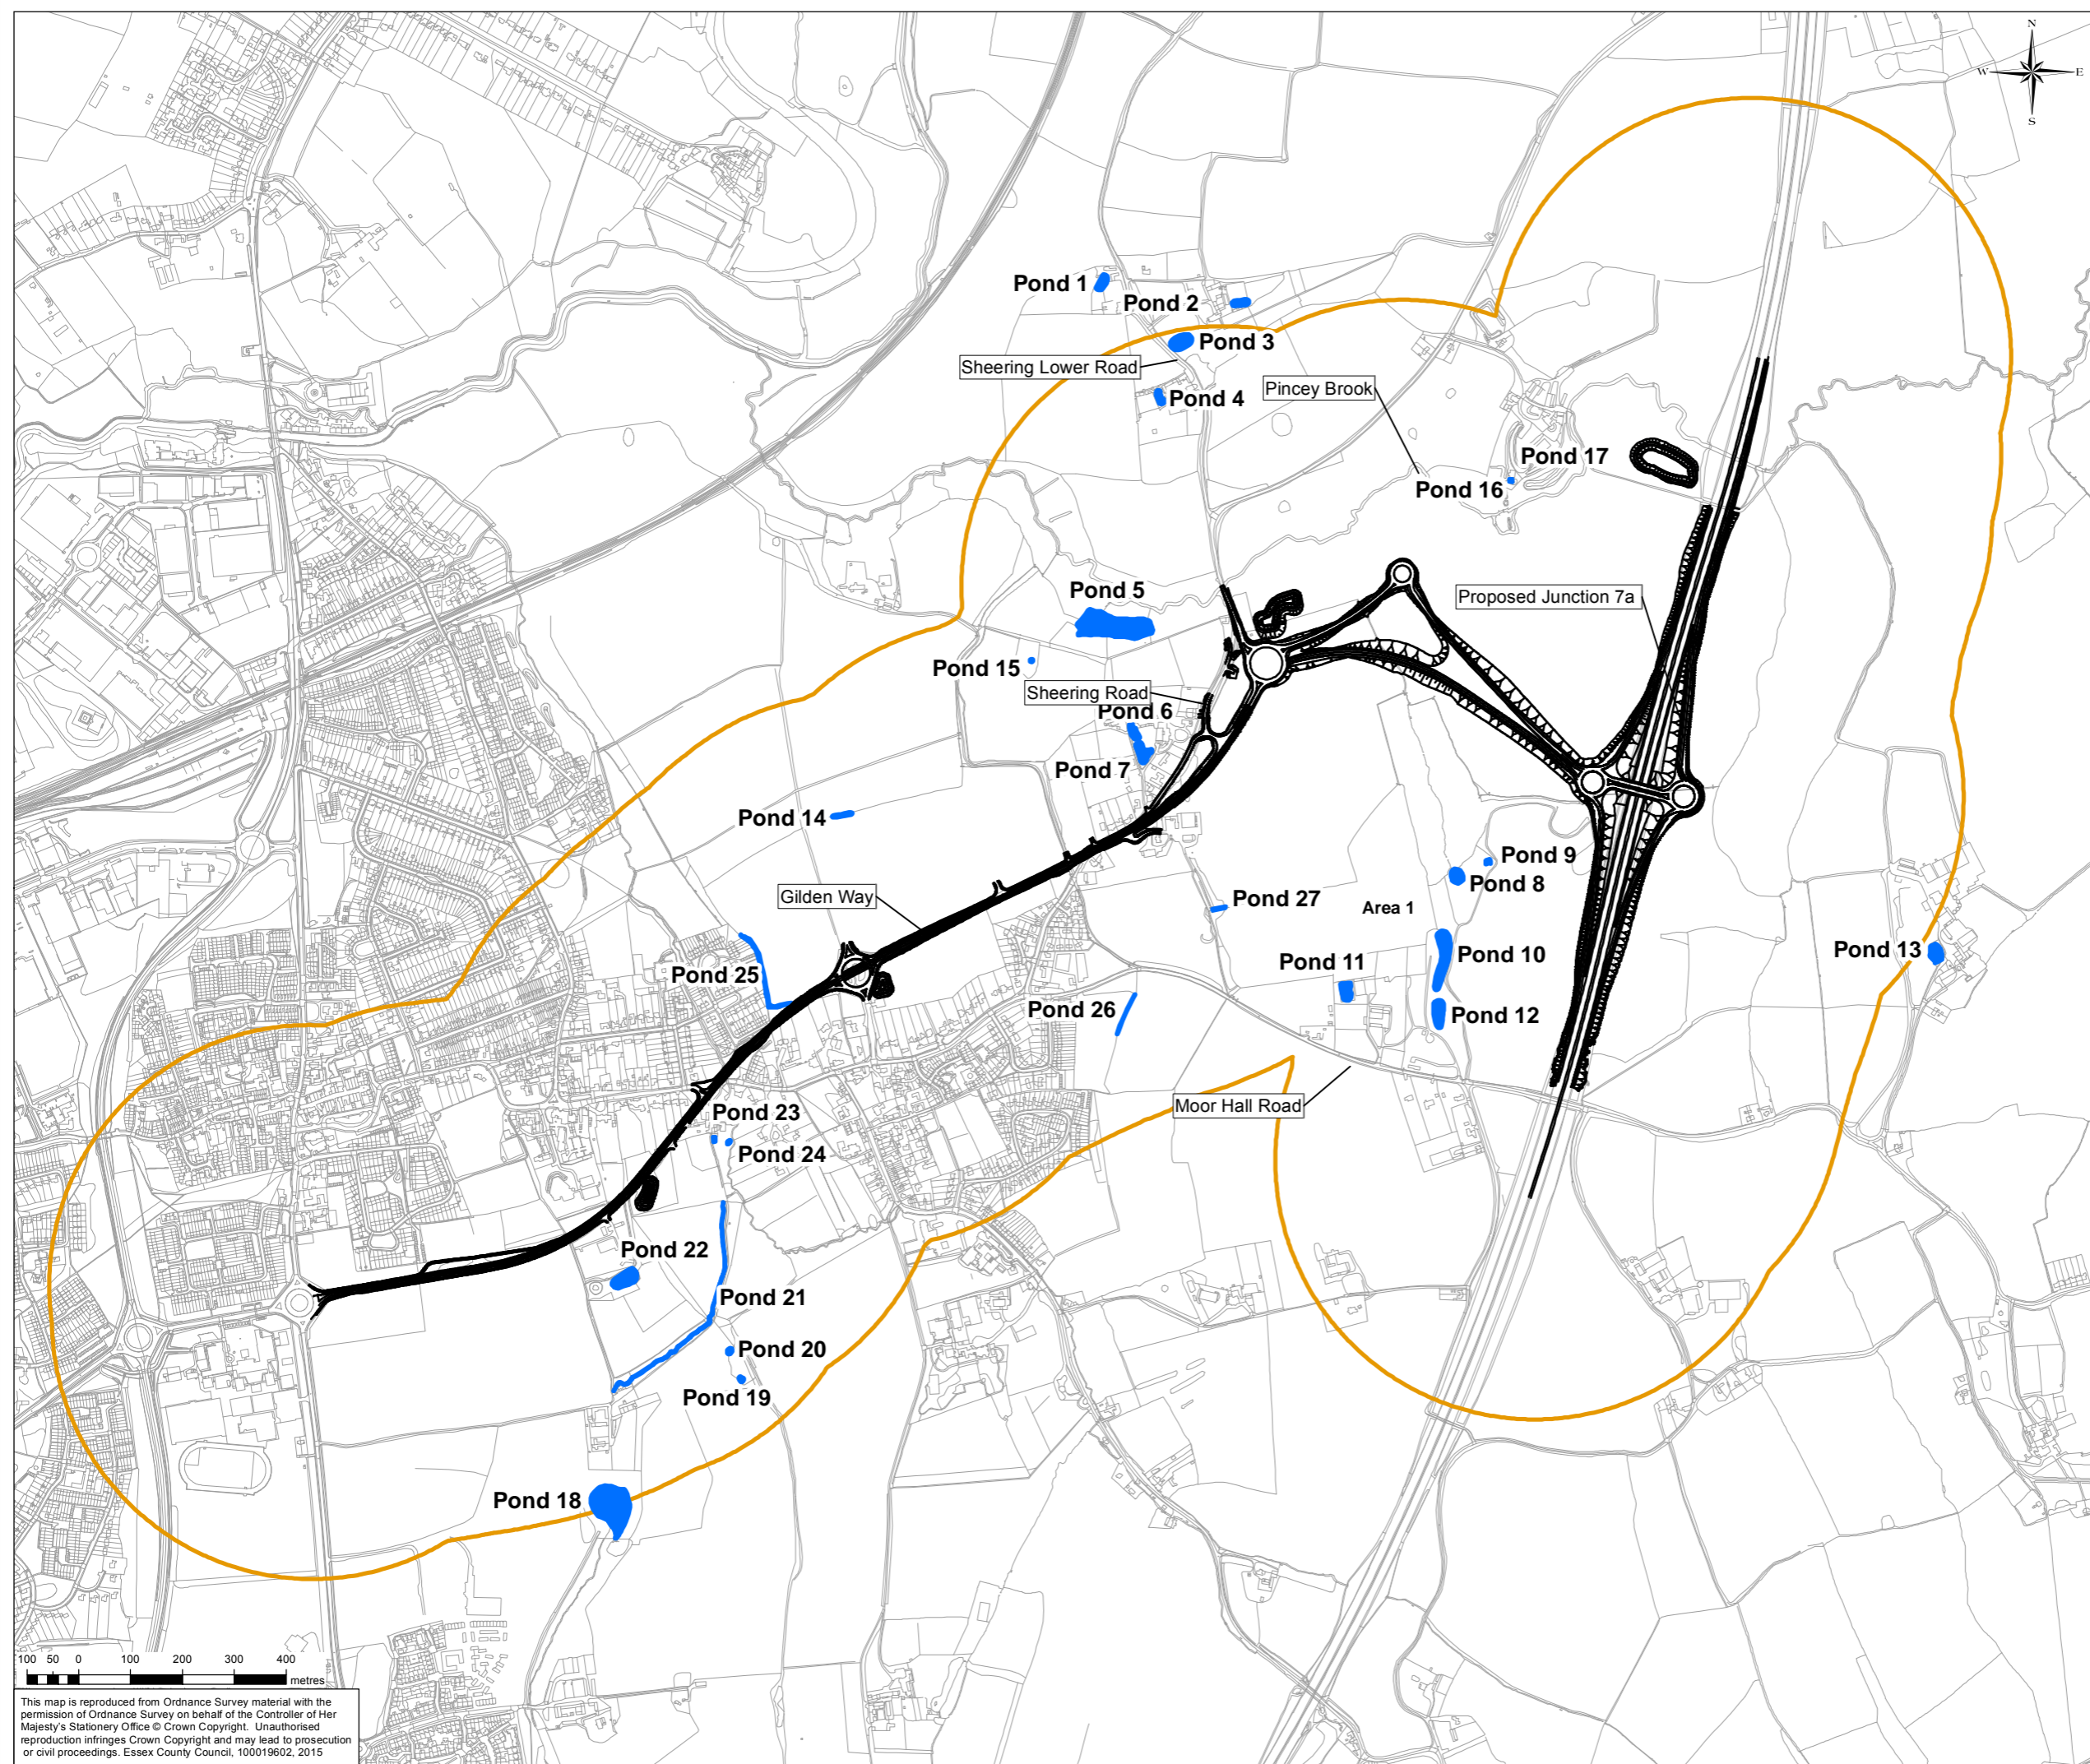 N
W
E
S
Pond 1
Pond 2
Pond 3
Sheering Lower Road
Pond 4
Pincey Brook
Pond 17
Pond 16
Pond 5
Proposed Junction 7a
Pond 15
Sheering Road
Pond 6
Pond 7
Pond 14
Pond 9
Pond 8
Gilden Way
Pond 27
Area 1
Pond 13
Pond 10
Pond 11
Pond 25
Pond 26
Pond 12
Moor Hall Road
Pond 23
Pond 24
Pond 22
Pond 21
Pond 20
Pond 19
Pond 18
100 50 0 100 200 300 400
metres
This map is reproduced from Ordnance Survey material with the
permission of Ordnance Survey on behalf of the Controller of Her
Majesty's Stationery Office © Crown Copyright. Unauthorised
reproduction infringes Crown Copyright and may lead to prosecution
or civil proceedings. Essex County Council, 100019602, 2015